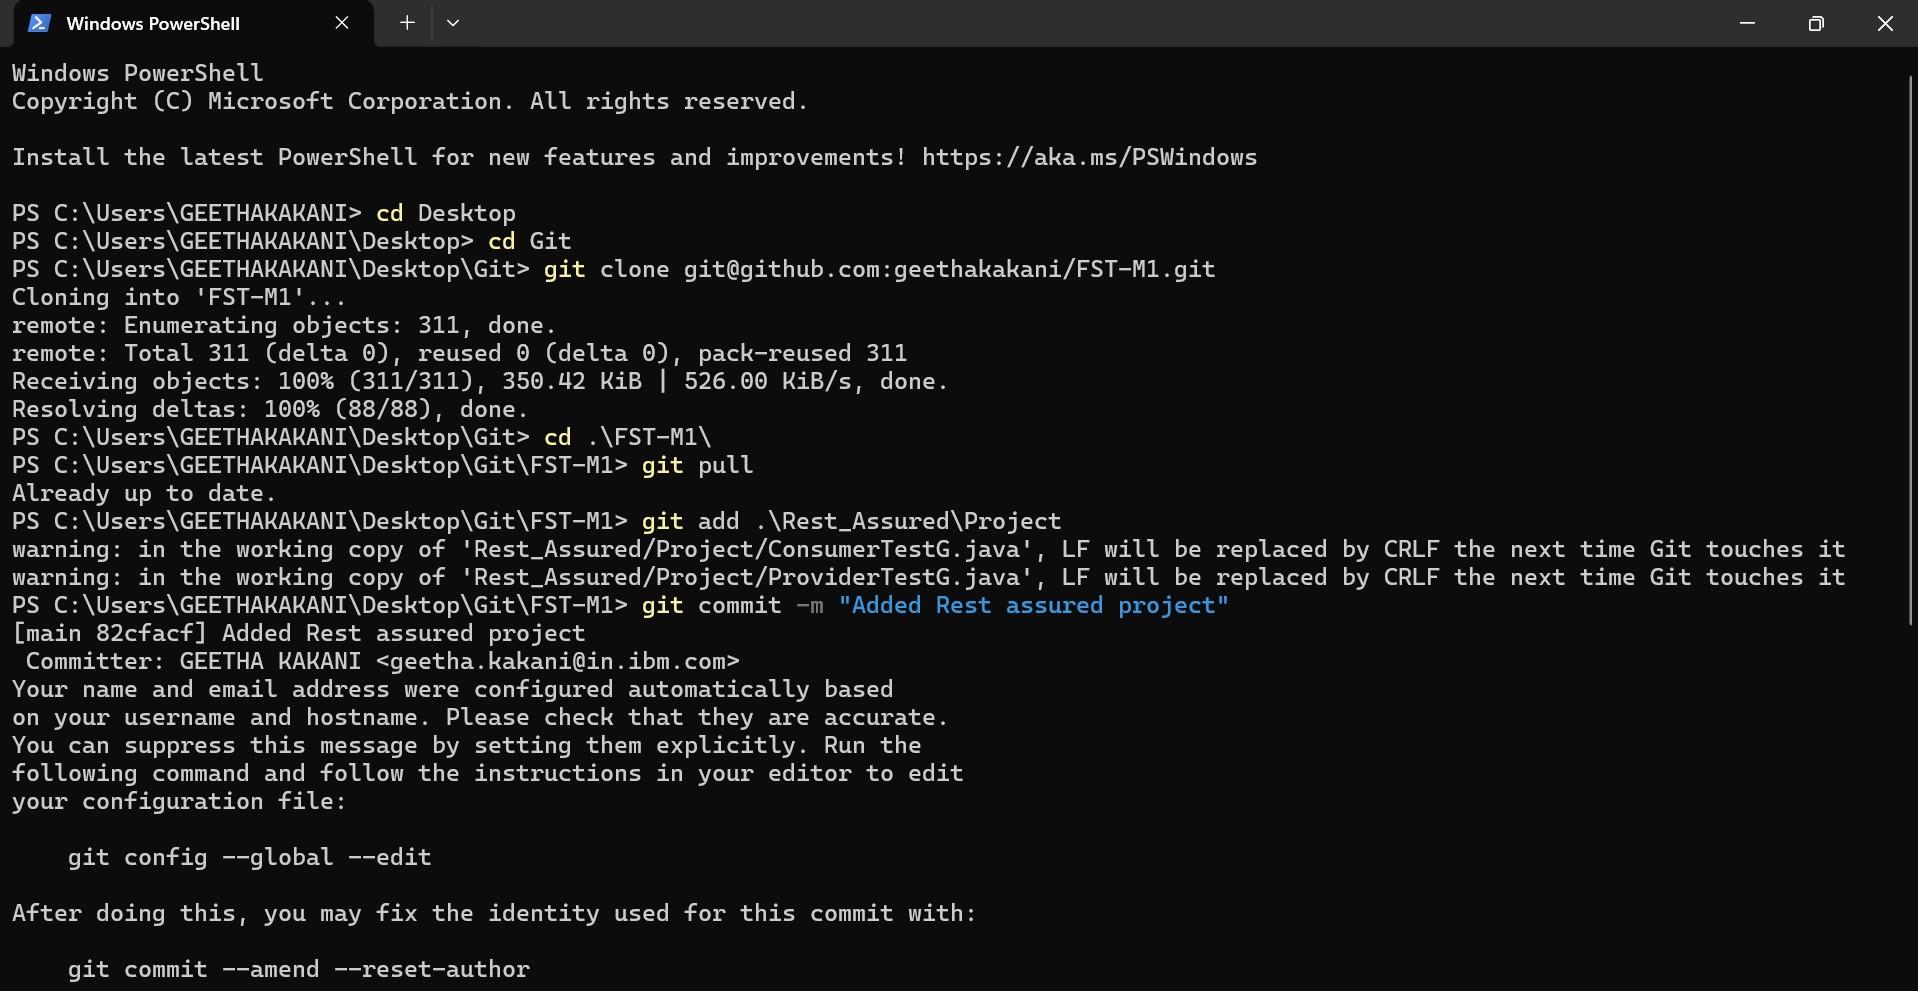 Windows PowerShell
Windows PowerShell
Copyright (C) Microsoft Corporation. All rights reserved.
Install the latest PowerShell for new features and improvements! https://aka.ms/PSWindows
PS C:\Users\GEETHAKAKANI> cd Desktop
PS C:\Users\GEETHAKAKANI\Desktop> cd Git
PS C:\Users\GEETHAKAKANI\Desktop\Git> git clone git@github.com:geethakakani/FST-M1.git
Cloning into 'FST-M1'...
remote: Enumerating objects: 311, done.
remote: Total 311 (delta 0), reused 0 (delta 0), pack-reused 311
Receiving objects: 100% (311/311), 350.42 KiB | 526.00 KiB/s, done.
Resolving deltas: 100% (88/88), done.
PS C:\Users\GEETHAKAKANI\Desktop\Git> cd .\FST-M1\
PS C:\Users\GEETHAKAKANI\Desktop\Git\FST-M1> git pull
Already up to date.
PS C:\Users\GEETHAKAKANI\Desktop\Git\FST-M1> git add .\Rest_Assured\Project
warning: in the working copy of 'Rest_Assured/Project/ConsumerTestG.java', LF will be replaced by CRLF the next time Git touches it
warning: in the working copy of 'Rest_Assured/Project/ProviderTestG.java', LF will be replaced by CRLF the next time Git touches it
PS C:\Users\GEETHAKAKANI\Desktop\Git\FST-M1> git commit -m "Added Rest assured project"
[main 82cfacf] Added Rest assured project
 Committer: GEETHA KAKANI <geetha.kakani@in.ibm.com>
Your name and email address were configured automatically based
on your username and hostname. Please check that they are accurate.
You can suppress this message by setting them explicitly. Run the
following command and follow the instructions in your editor to edit
your configuration file:
    git config --global --edit
After doing this, you may fix the identity used for this commit with:
    git commit --amend --reset-author